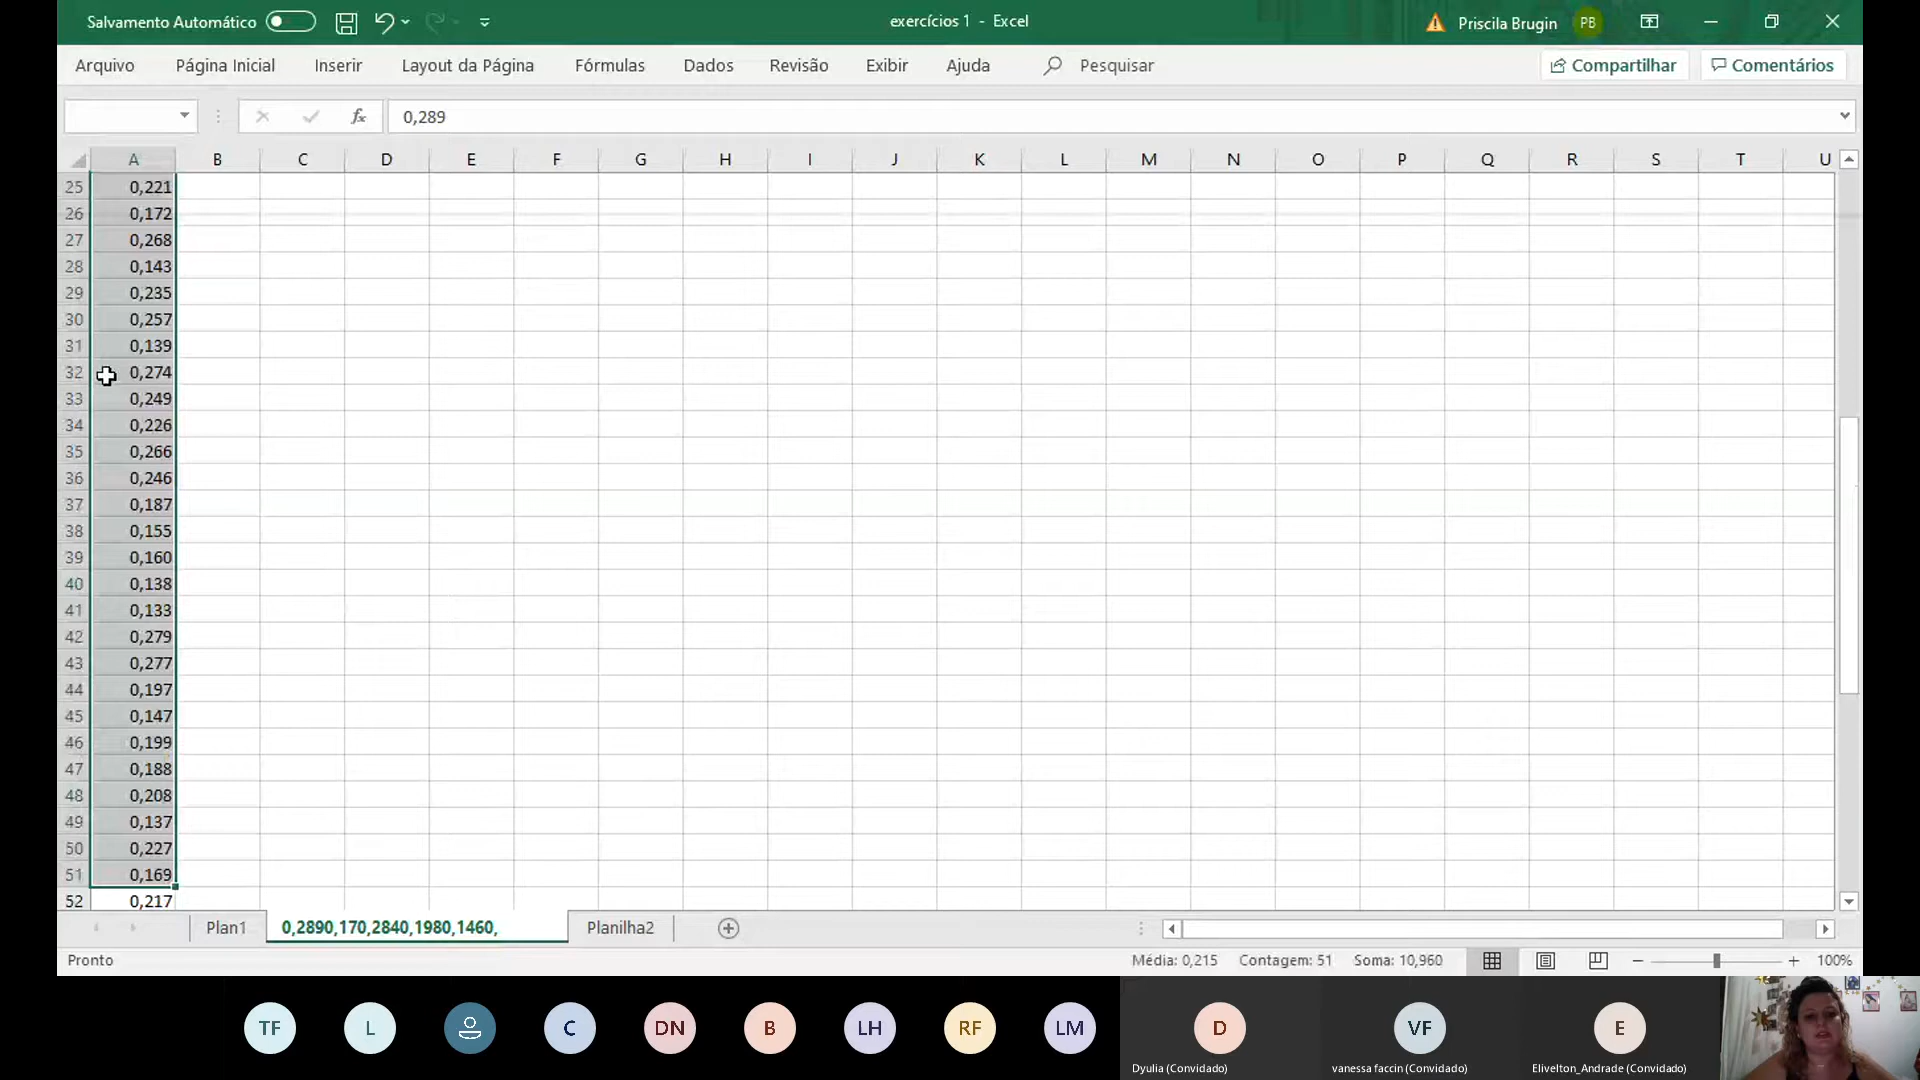 Salvamento Automático
exercícios 1 - Excel
Priscila Brugin PB
Arquivo Página Inicial Inserir Layout da Página Fórmulas Dados Revisão Exibir Ajuda Pesquisar Compartilhar Comentários
fx 0,289
A B C D E F G H I J K L M N O P Q R S T U
25 0,221
26 0,172
27 0,268
28 0,143
29 0,235
30 0,257
31 0,139
32 0,274
33 0,249
34 0,226
35 0,266
36 0,246
37 0,187
38 0,155
39 0,160
40 0,138
41 0,133
42 0,279
43 0,277
44 0,197
45 0,147
46 0,199
47 0,188
48 0,208
49 0,137
50 0,227
51 0,169
52 0,217
Plan1 0,2890,170,2840,1980,1460, Planilha2
Pronto Média: 0,215 Contagem: 51 Soma: 10,960 100%
TF L C DN B LH RF LM D VF E
Dyulia (Convidado) vanessa faccin (Convidado) Elivelton_Andrade (Convidado)